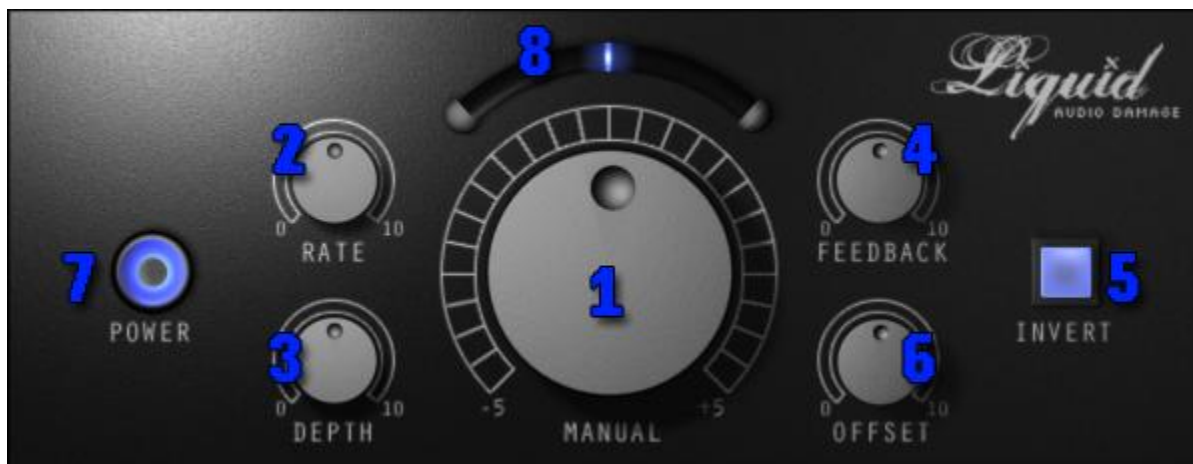 8
Liquid
AUDIO DAMAGE
2
0 10
RATE
4
0 10
FEEDBACK
7
POWER
1
5
INVERT
3
0 10
DEPTH
-5 +5
MANUAL
6
0 10
OFFSET